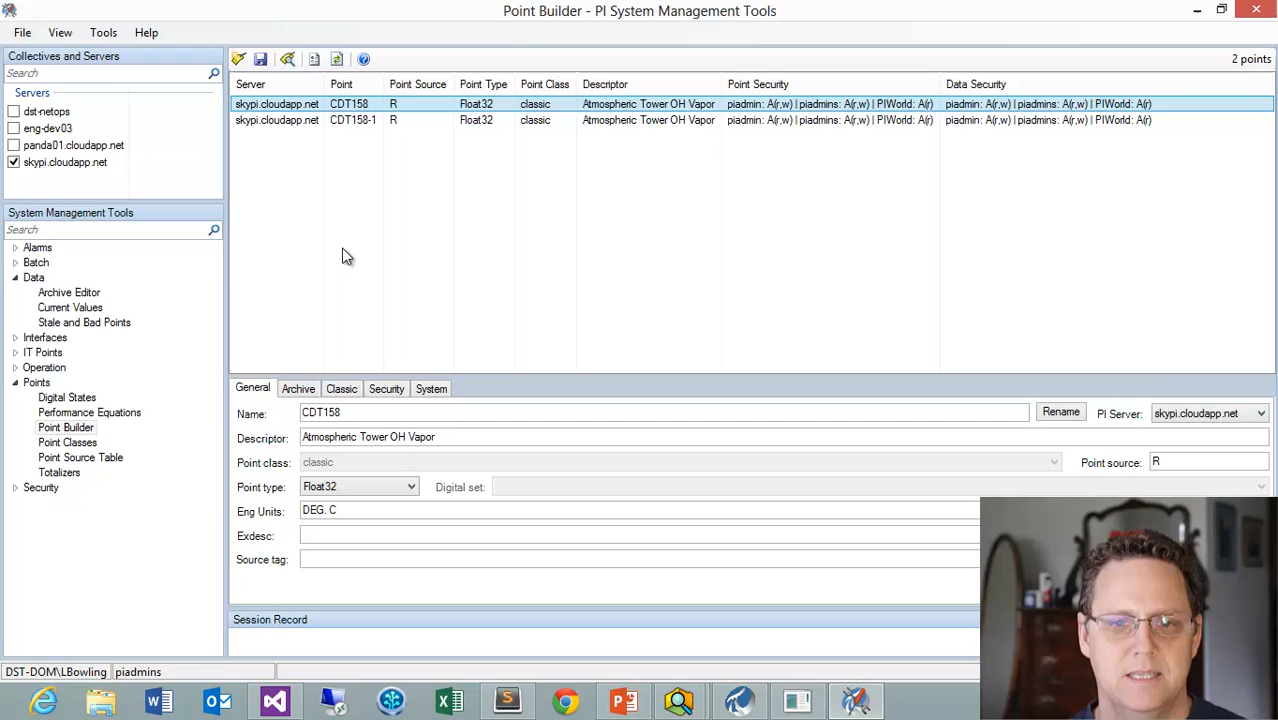 Point Builder - PI System Management Tools
File View Tools Help
Collectives and Servers
Search
Servers
dst-netops
eng-dev03
panda01.cloudapp.net
skypi.cloudapp.net
System Management Tools
Search
Alarms
Batch
Data
Archive Editor
Current Values
Stale and Bad Points
Interfaces
IT Points
Operation
Points
Digital States
Performance Equations
Point Builder
Point Classes
Point Source Table
Totalizers
Security
2 points
Server Point Point Source Point Type Point Class Descriptor Point Security Data Security
skypi.cloudapp.net CDT158 R Float32 classic Atmospheric Tower OH Vapor piadmin: A(r,w) | piadmins: A(r,w) | PIWorld: A(r) piadmin: A(r,w) | piadmins: A(r,w) | PIWorld: A(r)
skypi.cloudapp.net CDT158-1 R Float32 classic Atmospheric Tower OH Vapor piadmin: A(r,w) | piadmins: A(r,w) | PIWorld: A(r) piadmin: A(r,w) | piadmins: A(r,w) | PIWorld: A(r)
General Archive Classic Security System
Name: CDT158 Rename PI Server: skypi.cloudapp.net
Descriptor: Atmospheric Tower OH Vapor
Point class: classic Point source: R
Point type: Float32 Digital set:
Eng Units: DEG. C
Exdesc:
Source tag:
Session Record
DST-DOM\LBowling piadmins